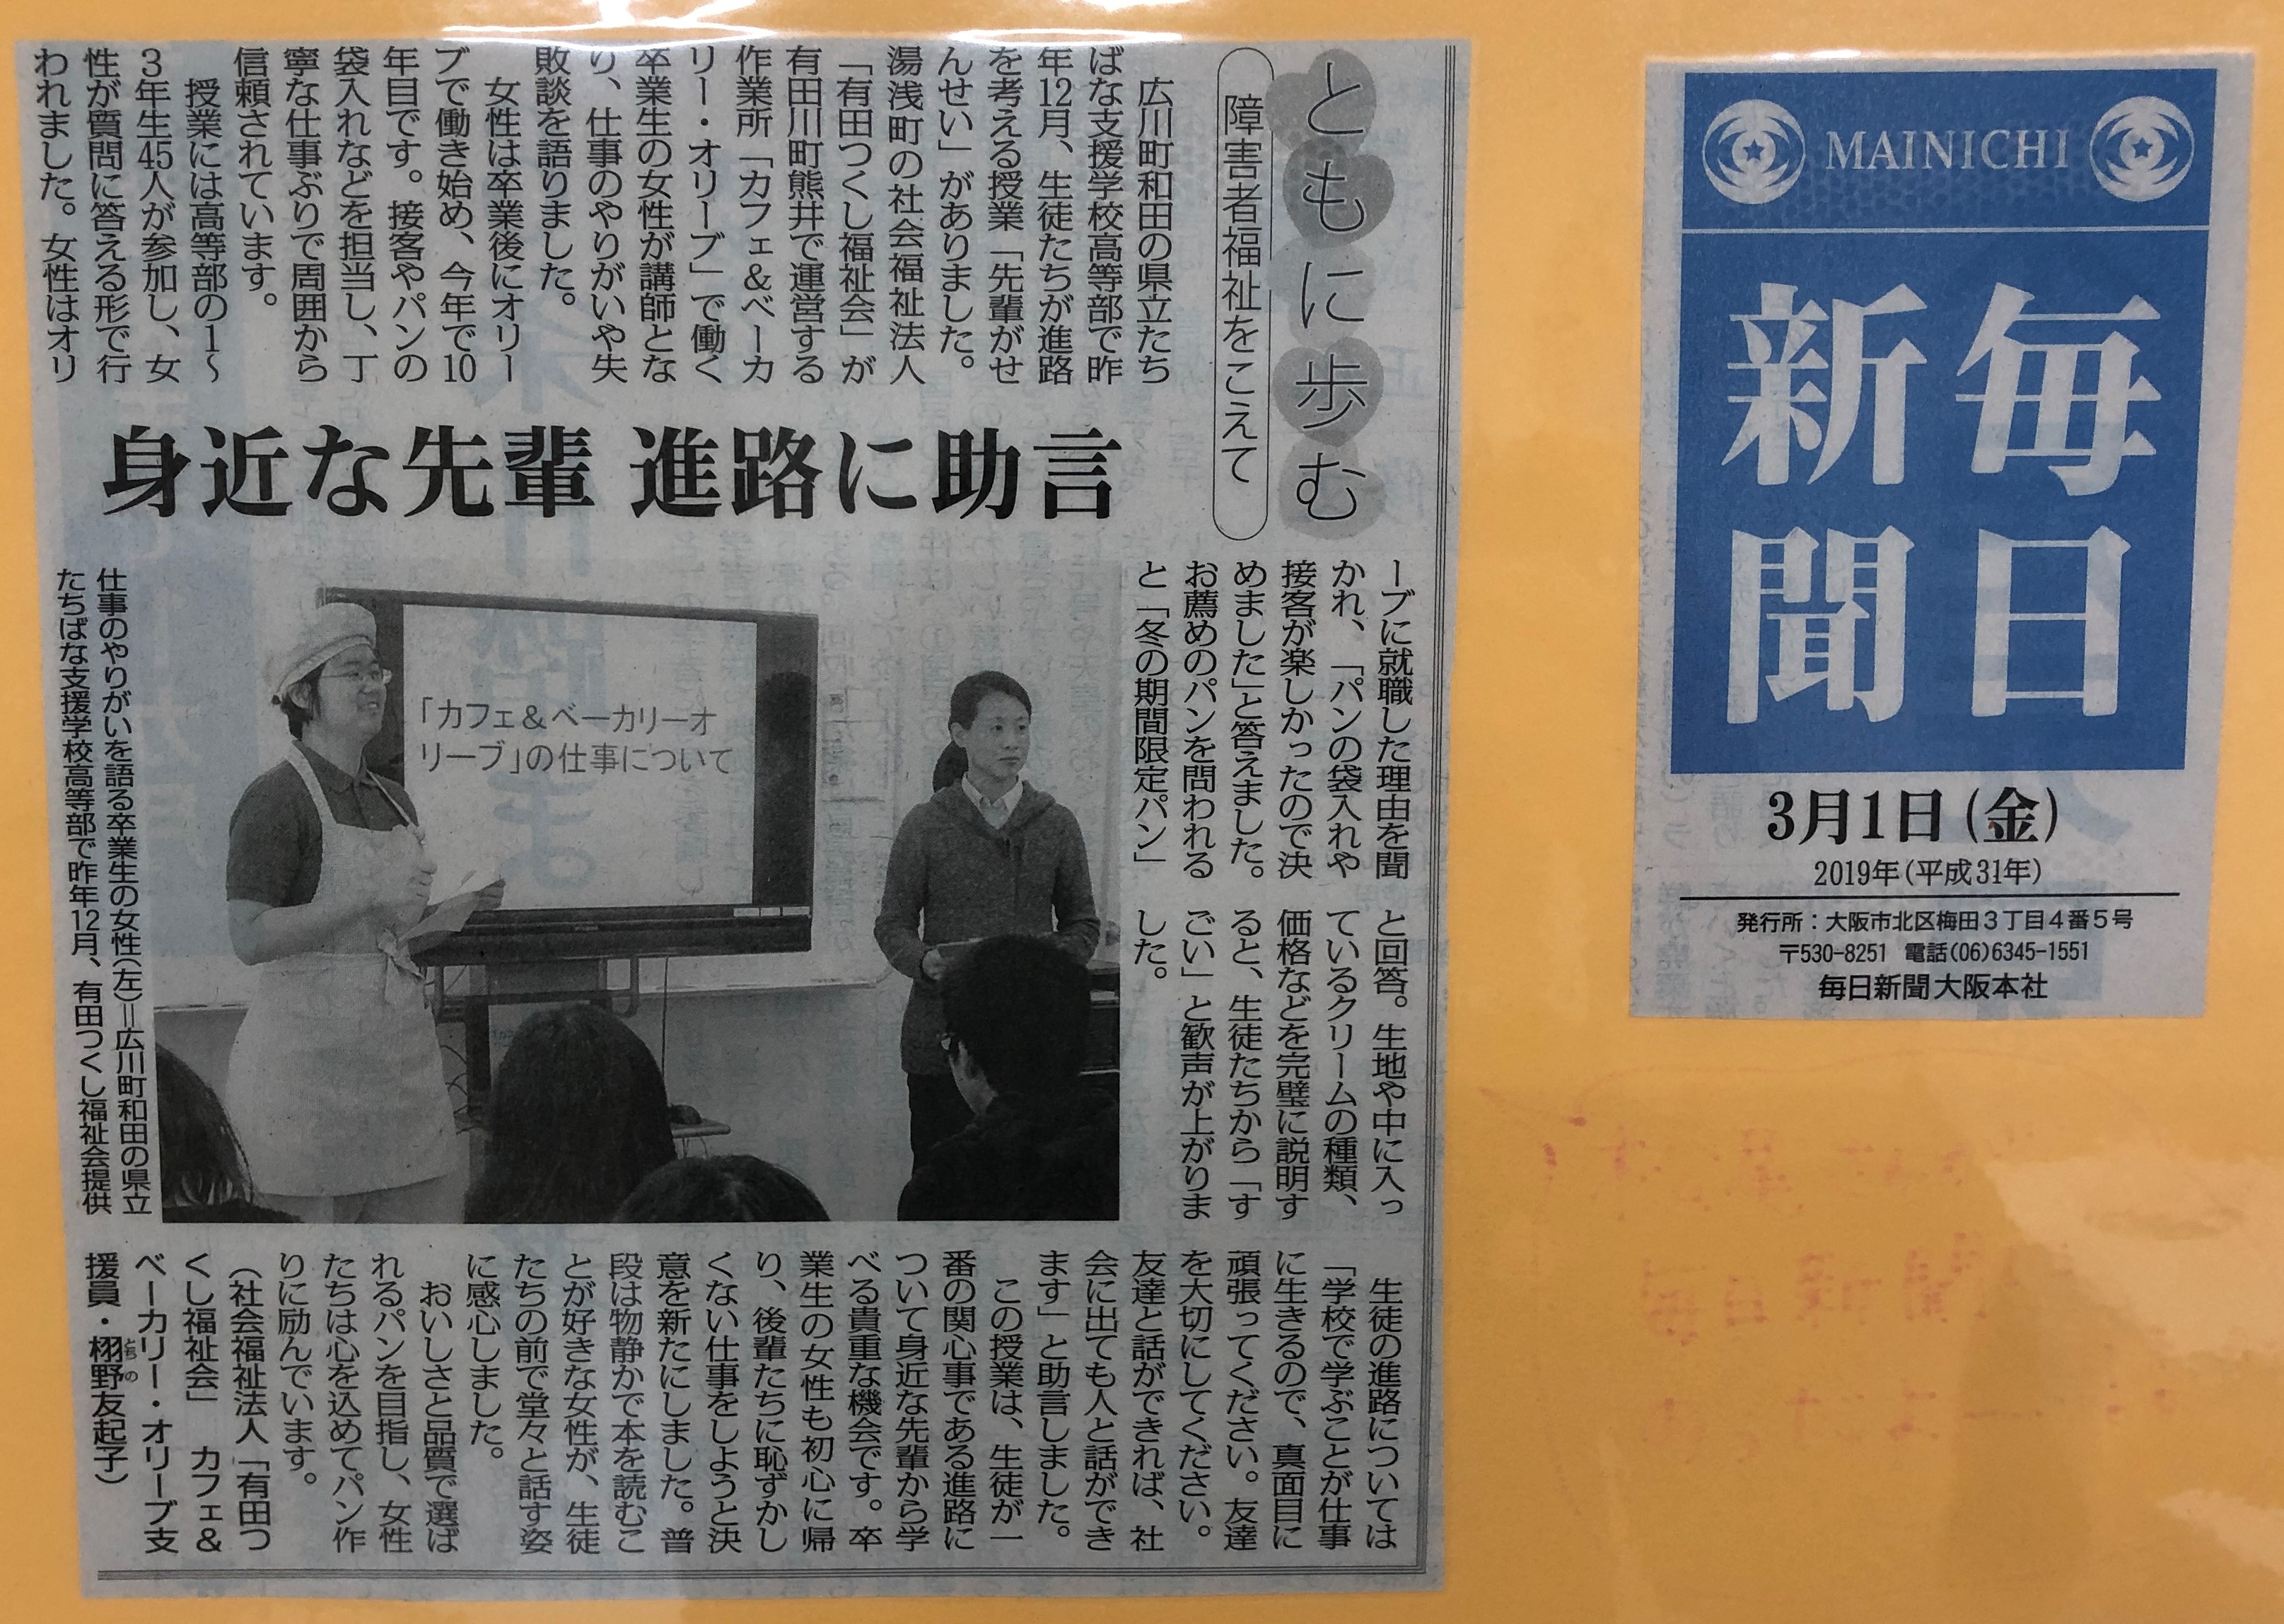 ともに歩む
障害者福祉をこえて
身近な先輩 進路に助言
広川町和田の県立たち
ばな支援学校高等部で昨
年12月、生徒たちが進路
を考える授業「先輩がせ
んせい」がありました。
湯浅町の社会福祉法人
「有田つくし福祉会」が
有田川町熊井で運営する
作業所「カフェ&ベーカ
リー・オリーブ」で働く
卒業生の女性が講師とな
り、仕事のやりがいや失
敗談を語りました。
女性は卒業後にオリー
ブで働き始め、今年で10
年目です。接客やパンの
袋入れなどを担当し、丁
寧な仕事ぶりで周囲から
信頼されています。
授業には高等部の1〜
3年生45人が参加し、女
性が質問に答える形で行
われました。女性はオリ
ーブに就職した理由を聞
かれ、「パンの袋入れや
接客が楽しかったので決
めました」と答えました。
お薦めのパンを問われる
と「冬の期間限定パン」
と回答。生地や中に入っ
ているクリームの種類、
価格などを完璧に説明す
ると、生徒たちから「す
ごい」と歓声が上がりま
した。
「カフェ&ベーカリーオ
リーブ」の仕事について
仕事のやりがいを語る卒業生の女性(左)=広川町和田の県立
たちばな支援学校高等部で昨年12月、有田つくし福祉会提供
生徒の進路については
「学校で学ぶことが仕事
に生きるので、真面目に
頑張ってください。友達
を大切にしてください。
友達と話ができれば、社
会に出ても人と話ができ
ます」と助言しました。
この授業は、生徒が一
番の関心事である進路に
ついて身近な先輩から学
べる貴重な機会です。卒
業生の女性も初心に帰
り、後輩たちに恥ずかし
くない仕事をしようと決
意を新たにしました。普
段は物静かで本を読むこ
とが好きな女性が、生徒
たちの前で堂々と話す姿
に感心しました。
おいしさと品質で選ば
れるパンを目指し、女性
たちは心を込めてパン作
りに励んでいます。
(社会福祉法人「有田つ
くし福祉会」 カフェ&
ベーカリー・オリーブ支
援員・栩野友起子)
とちの
MAINICHI
毎日
新聞
3月1日(金)
2019年(平成31年)
発行所:大阪市北区梅田3丁目4番5号
〒530-8251 電話(06)6345-1551
毎日新聞大阪本社